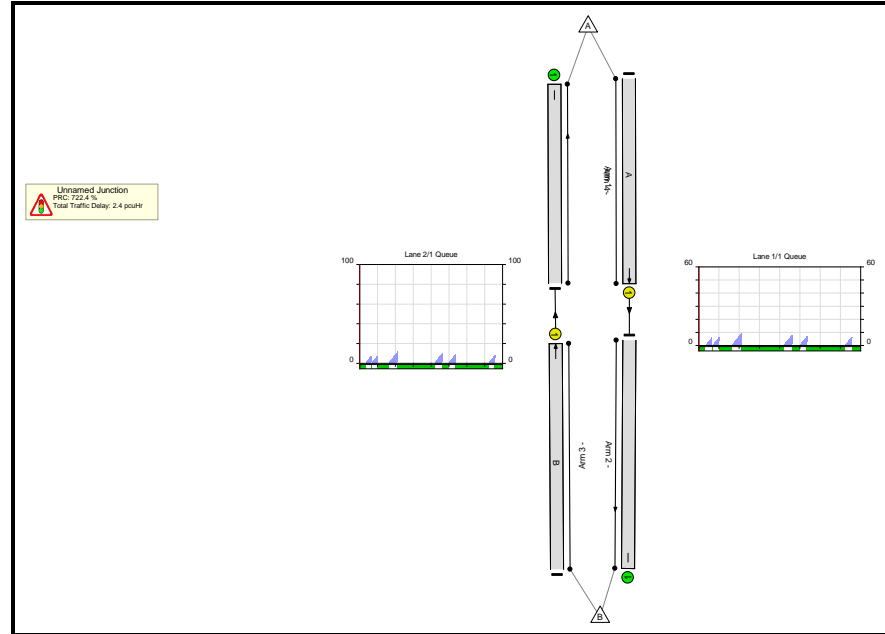 A
A
Unnamed Junction
PRC: 722.4 %
Total Traffic Delay: 2.4 pcuHr
Lane 2/1 Queue
100
100
0
0
Lane 1/1 Queue
60
60
0
0
B
Arm 3 -
Arm 2 -
B